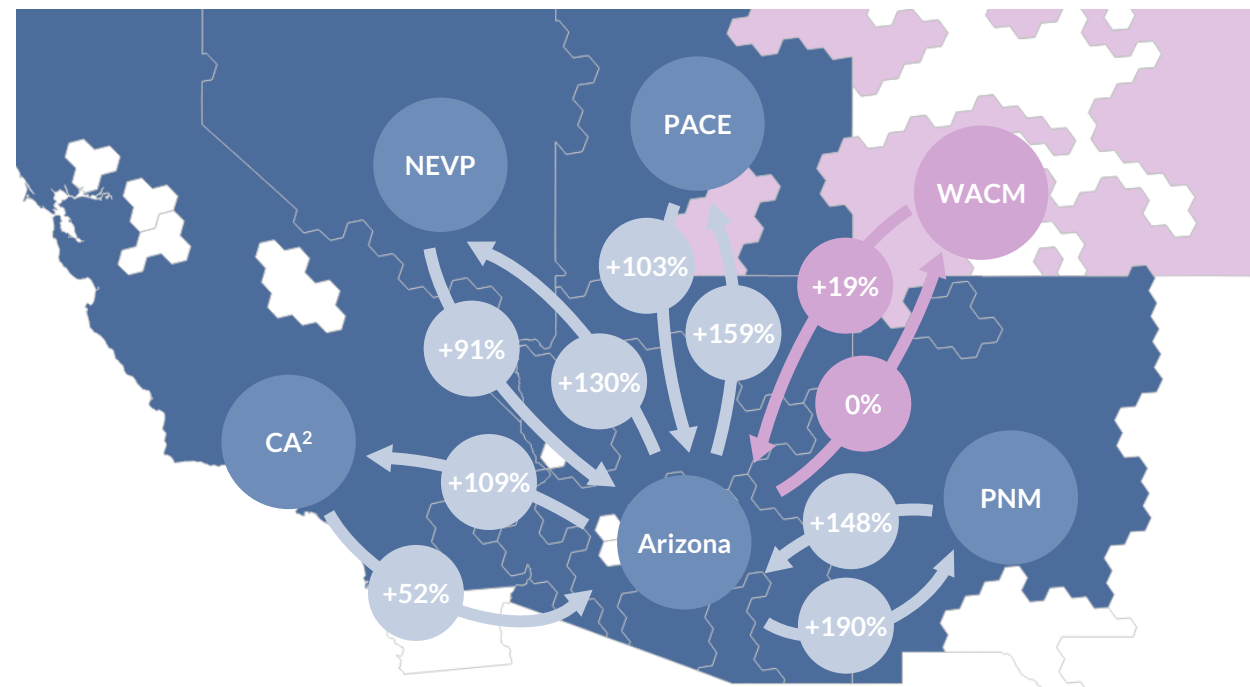 PACE
NEVP
WACM
+103%
+19%
+159%
+91%
+130%
0%
CA²
+109%
PNM
+148%
Arizona
+52%
+190%